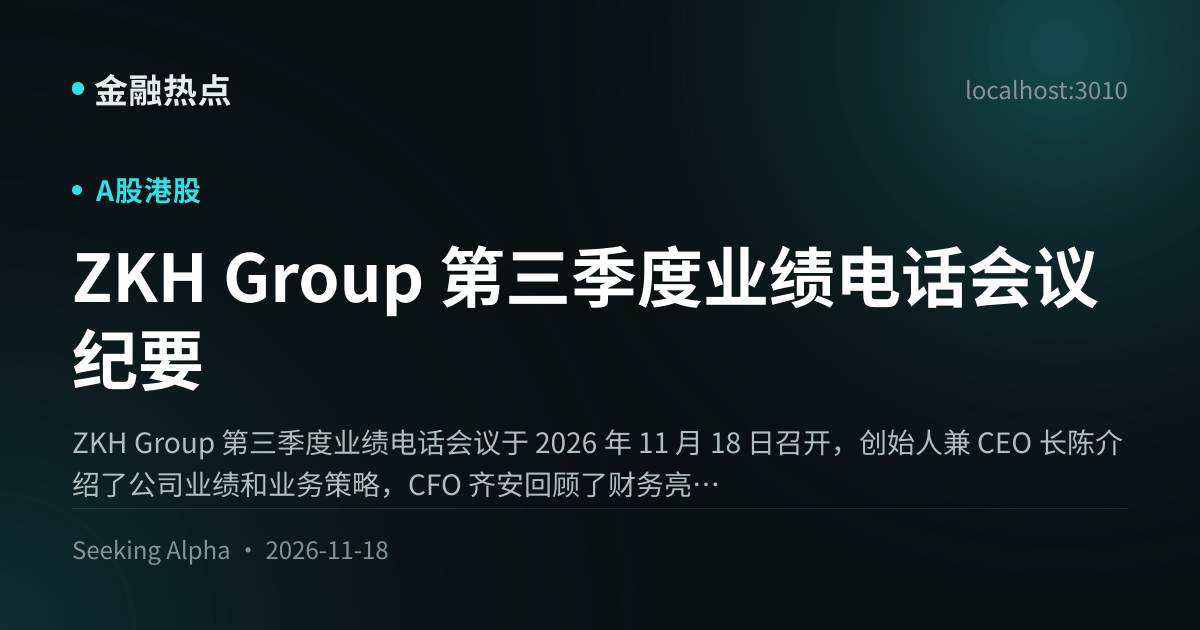 金融热点
localhost:3010
A股港股
ZKH Group 第三季度业绩电话会议
纪要
ZKH Group 第三季度业绩电话会议于 2026 年 11 月 18 日召开，创始人兼 CEO 长陈介
绍了公司业绩和业务策略，CFO 齐安回顾了财务亮…
Seeking Alpha · 2026-11-18